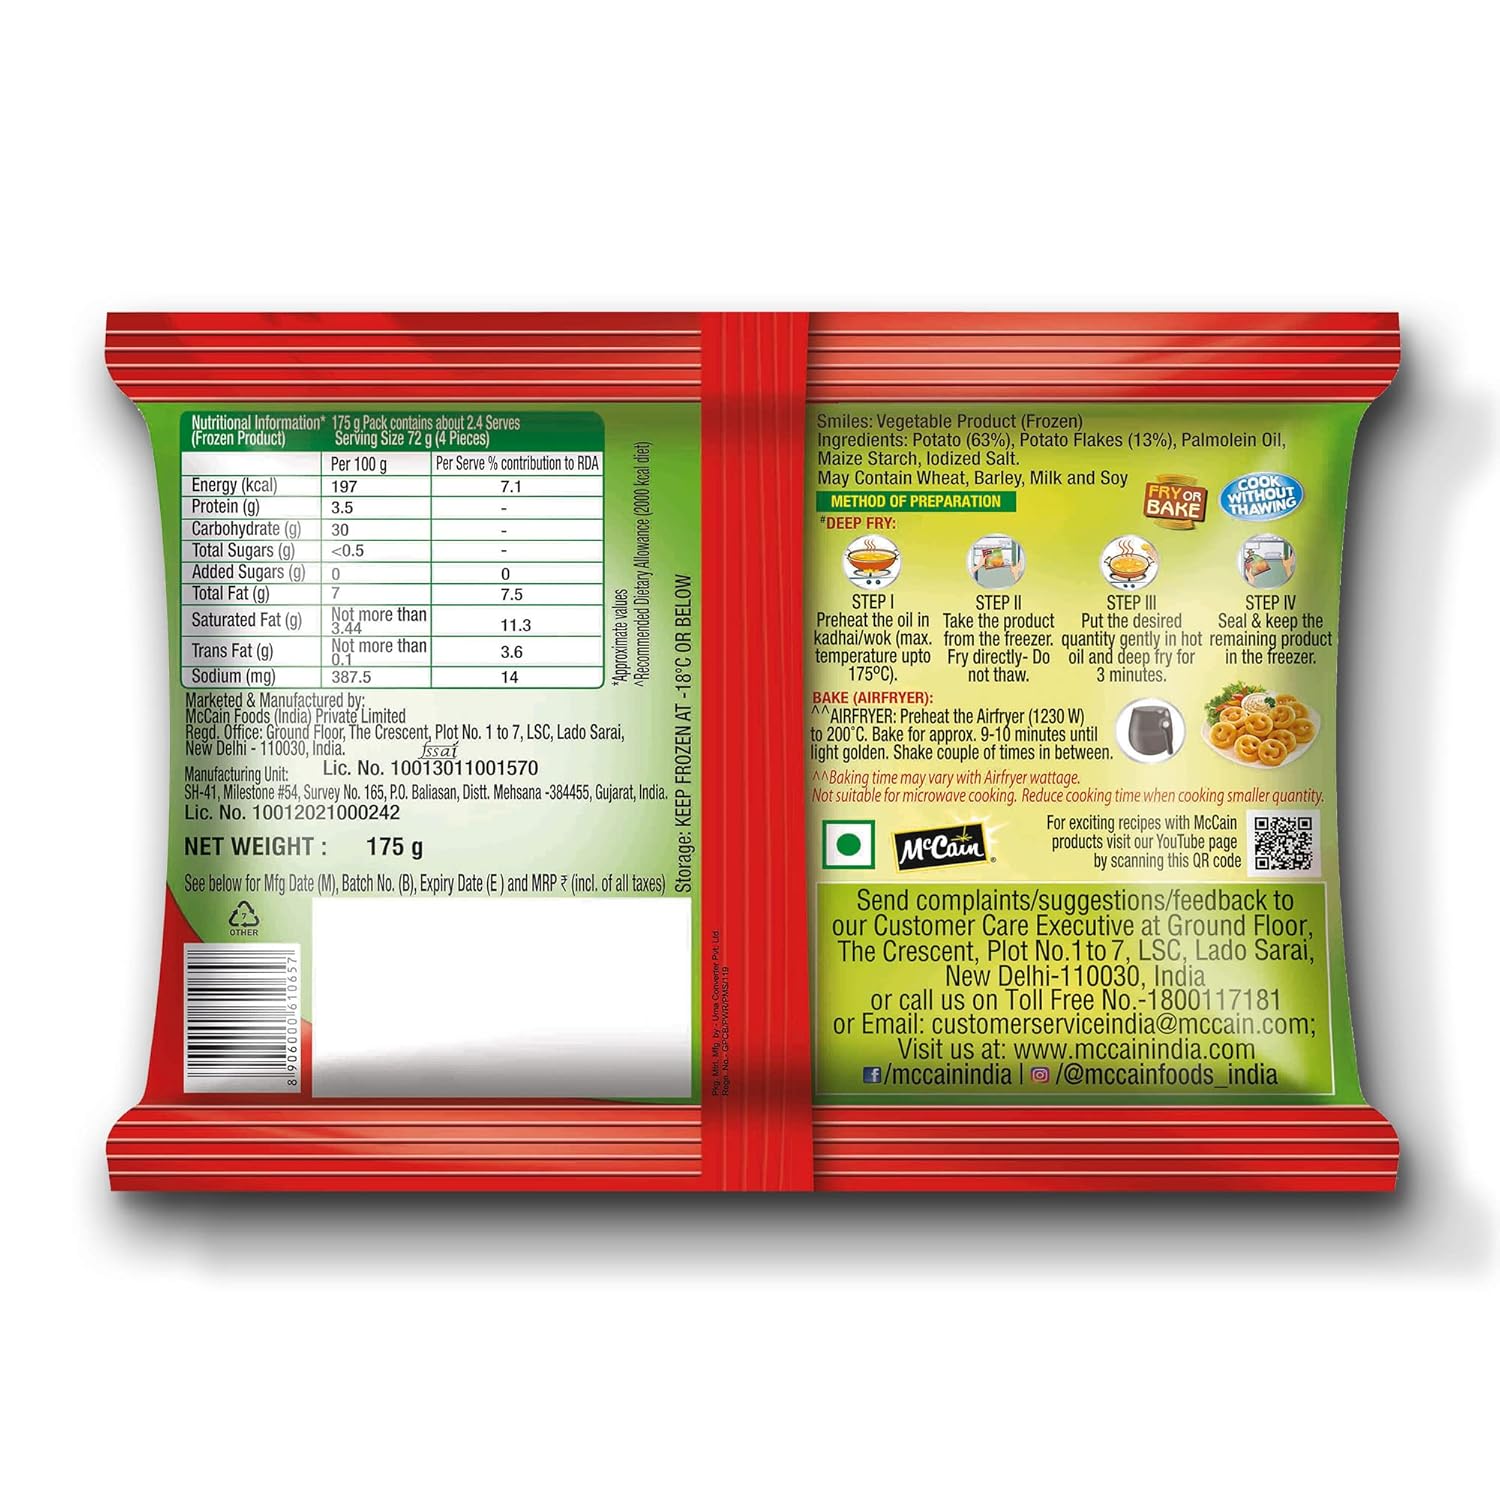 Nutritional Information* 175 g Pack contains about 2.4 Serves
(Frozen Product) Serving Size 72 g (4 Pieces)
Per 100 g Per Serve % contribution to RDA
Energy (kcal) 197 7.1
Protein (g) 3.5 -
Carbohydrate (g) 30 -
Total Sugars (g) <0.5 -
Added Sugars (g) 0 0
Total Fat (g) 7 7.5
Saturated Fat (g) Not more than 3.44 11.3
Trans Fat (g) Not more than 0.1 3.6
Sodium (mg) 387.5 14
*Approximate values
^Recommended Dietary Allowance (2000 kcal diet)
Marketed & Manufactured by:
McCain Foods (India) Private Limited
Regd. Office: Ground Floor, The Crescent, Plot No. 1 to 7, LSC, Lado Sarai,
New Delhi - 110030, India. fssai
Lic. No. 10013011001570
Manufacturing Unit:
SH-41, Milestone #54, Survey No. 165, P.O. Baliasan, Distt. Mehsana -384455, Gujarat, India.
Lic. No. 10012021000242
NET WEIGHT : 175 g
See below for Mfg Date (M), Batch No. (B), Expiry Date (E ) and MRP ₹ (incl. of all taxes)
Storage: KEEP FROZEN AT -18°C OR BELOW
7
OTHER
8906000610657
Pkg. Mtrl. Mfg. by - Uma Converter Pvt. Ltd
Regn. No.- GPCB/PWR/PMS/119
Smiles: Vegetable Product (Frozen)
Ingredients: Potato (63%), Potato Flakes (13%), Palmolein Oil,
Maize Starch, Iodized Salt.
May Contain Wheat, Barley, Milk and Soy
FRY OR
BAKE
COOK
WITHOUT
THAWING
METHOD OF PREPARATION
#DEEP FRY:
STEP I
Preheat the oil in
kadhai/wok (max.
temperature upto
175ºC).
STEP II
Take the product
from the freezer.
Fry directly- Do
not thaw.
STEP III
Put the desired
quantity gently in hot
oil and deep fry for
3 minutes.
STEP IV
Seal & keep the
remaining product
in the freezer.
BAKE (AIRFRYER):
^^AIRFRYER: Preheat the Airfryer (1230 W)
to 200°C. Bake for approx. 9-10 minutes until
light golden. Shake couple of times in between.
^^Baking time may vary with Airfryer wattage.
Not suitable for microwave cooking. Reduce cooking time when cooking smaller quantity.
McCain®
For exciting recipes with McCain
products visit our YouTube page
by scanning this QR code
Send complaints/suggestions/feedback to
our Customer Care Executive at Ground Floor,
The Crescent, Plot No.1 to 7, LSC, Lado Sarai,
New Delhi-110030, India
or call us on Toll Free No.-1800117181
or Email: customerserviceindia@mccain.com;
Visit us at: www.mccainindia.com
f/mccainindia | /@mccainfoods_india